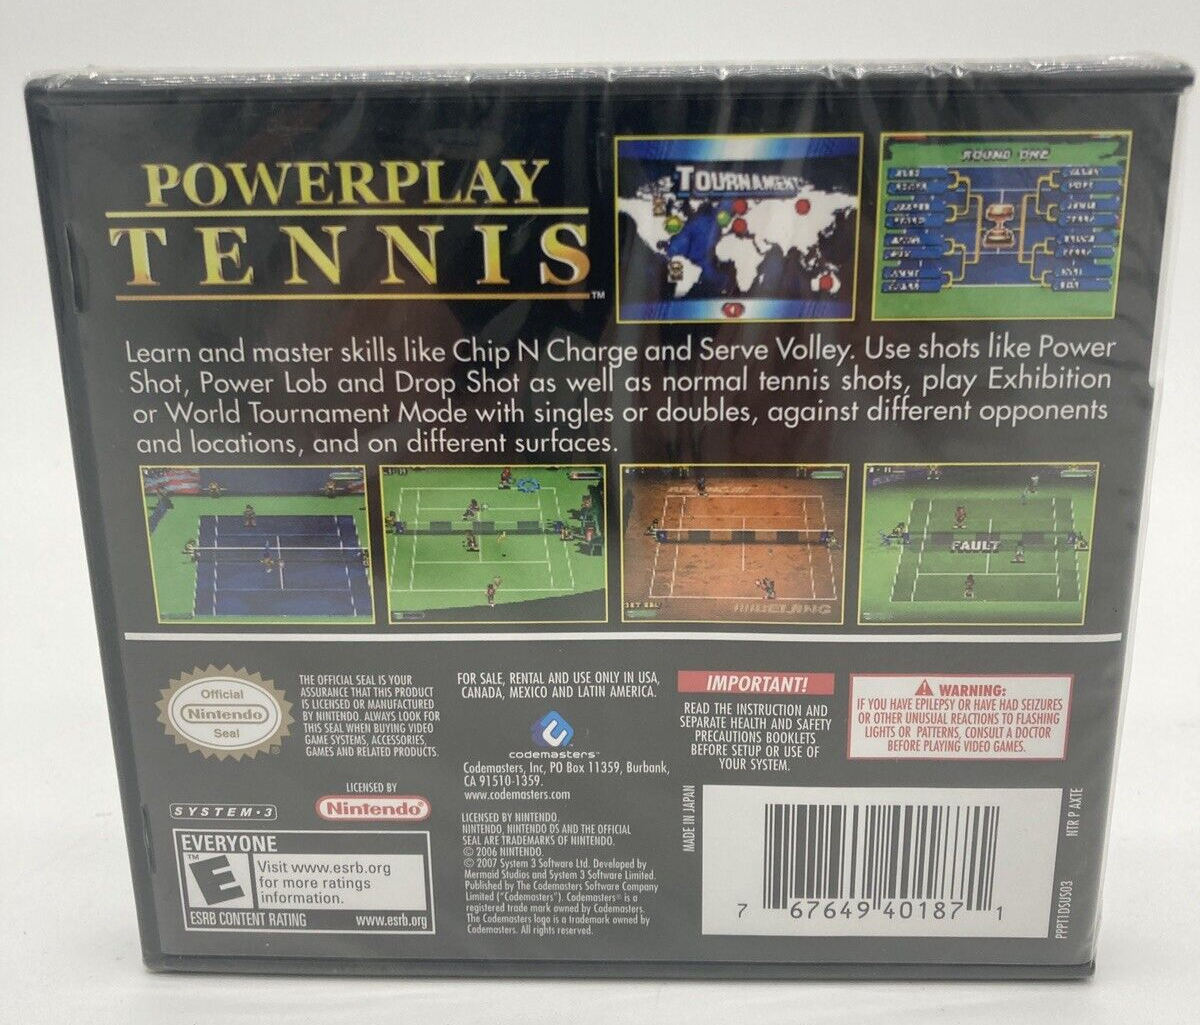 POWERPLAY
TENNIS™
TOURNAMENT
ROUND ONE
Learn and master skills like Chip N Charge and Serve Volley. Use shots like Power
Shot, Power Lob and Drop Shot as well as normal tennis shots, play Exhibition
or World Tournament Mode with singles or doubles, against different opponents
and locations, and on different surfaces.
FAULT
Official
Nintendo
Seal
®
THE OFFICIAL SEAL IS YOUR
ASSURANCE THAT THIS PRODUCT
IS LICENSED OR MANUFACTURED
BY NINTENDO. ALWAYS LOOK FOR
THIS SEAL WHEN BUYING VIDEO
GAME SYSTEMS, ACCESSORIES,
GAMES AND RELATED PRODUCTS.
LICENSED BY
Nintendo®
SYSTEM·3
EVERYONE
E™
Visit www.esrb.org
for more ratings
information.
ESRB CONTENT RATING www.esrb.org
FOR SALE, RENTAL AND USE ONLY IN USA,
CANADA, MEXICO AND LATIN AMERICA.
codemasters™
Codemasters, Inc, PO Box 11359, Burbank,
CA 91510-1359.
www.codemasters.com
LICENSED BY NINTENDO.
NINTENDO, NINTENDO DS AND THE OFFICIAL
SEAL ARE TRADEMARKS OF NINTENDO.
© 2006 NINTENDO.
© 2007 System 3 Software Ltd. Developed by
Mermaid Studios and System 3 Software Limited.
Published by The Codemasters Software Company
Limited ("Codemasters"). Codemasters® is a
registered trade mark owned by Codemasters.
The Codemasters logo is a trademark owned by
Codemasters. All rights reserved.
IMPORTANT!
READ THE INSTRUCTION AND
SEPARATE HEALTH AND SAFETY
PRECAUTIONS BOOKLETS
BEFORE SETUP OR USE OF
YOUR SYSTEM.
WARNING:
IF YOU HAVE EPILEPSY OR HAVE HAD SEIZURES
OR OTHER UNUSUAL REACTIONS TO FLASHING
LIGHTS OR PATTERNS, CONSULT A DOCTOR
BEFORE PLAYING VIDEO GAMES.
MADE IN JAPAN
7 67649 40187 1
NTR P AXTE
PPPT1DSUS03